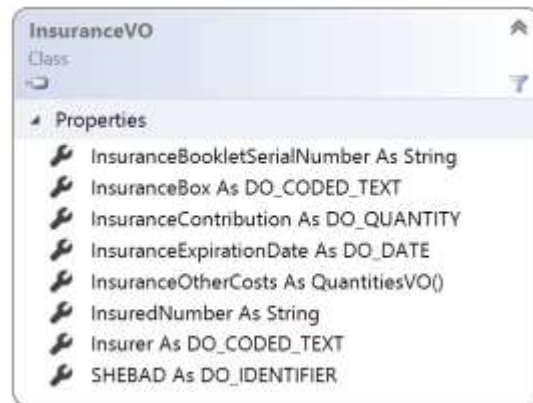 InsuranceVO
Class
Properties
InsuranceBookletSerialNumber As String
InsuranceBox As DO_CODED_TEXT
InsuranceContribution As DO_QUANTITY
InsuranceExpirationDate As DO_DATE
InsuranceOtherCosts As QuantitiesVO()
InsuredNumber As String
Insurer As DO_CODED_TEXT
SHEBAD As DO_IDENTIFIER